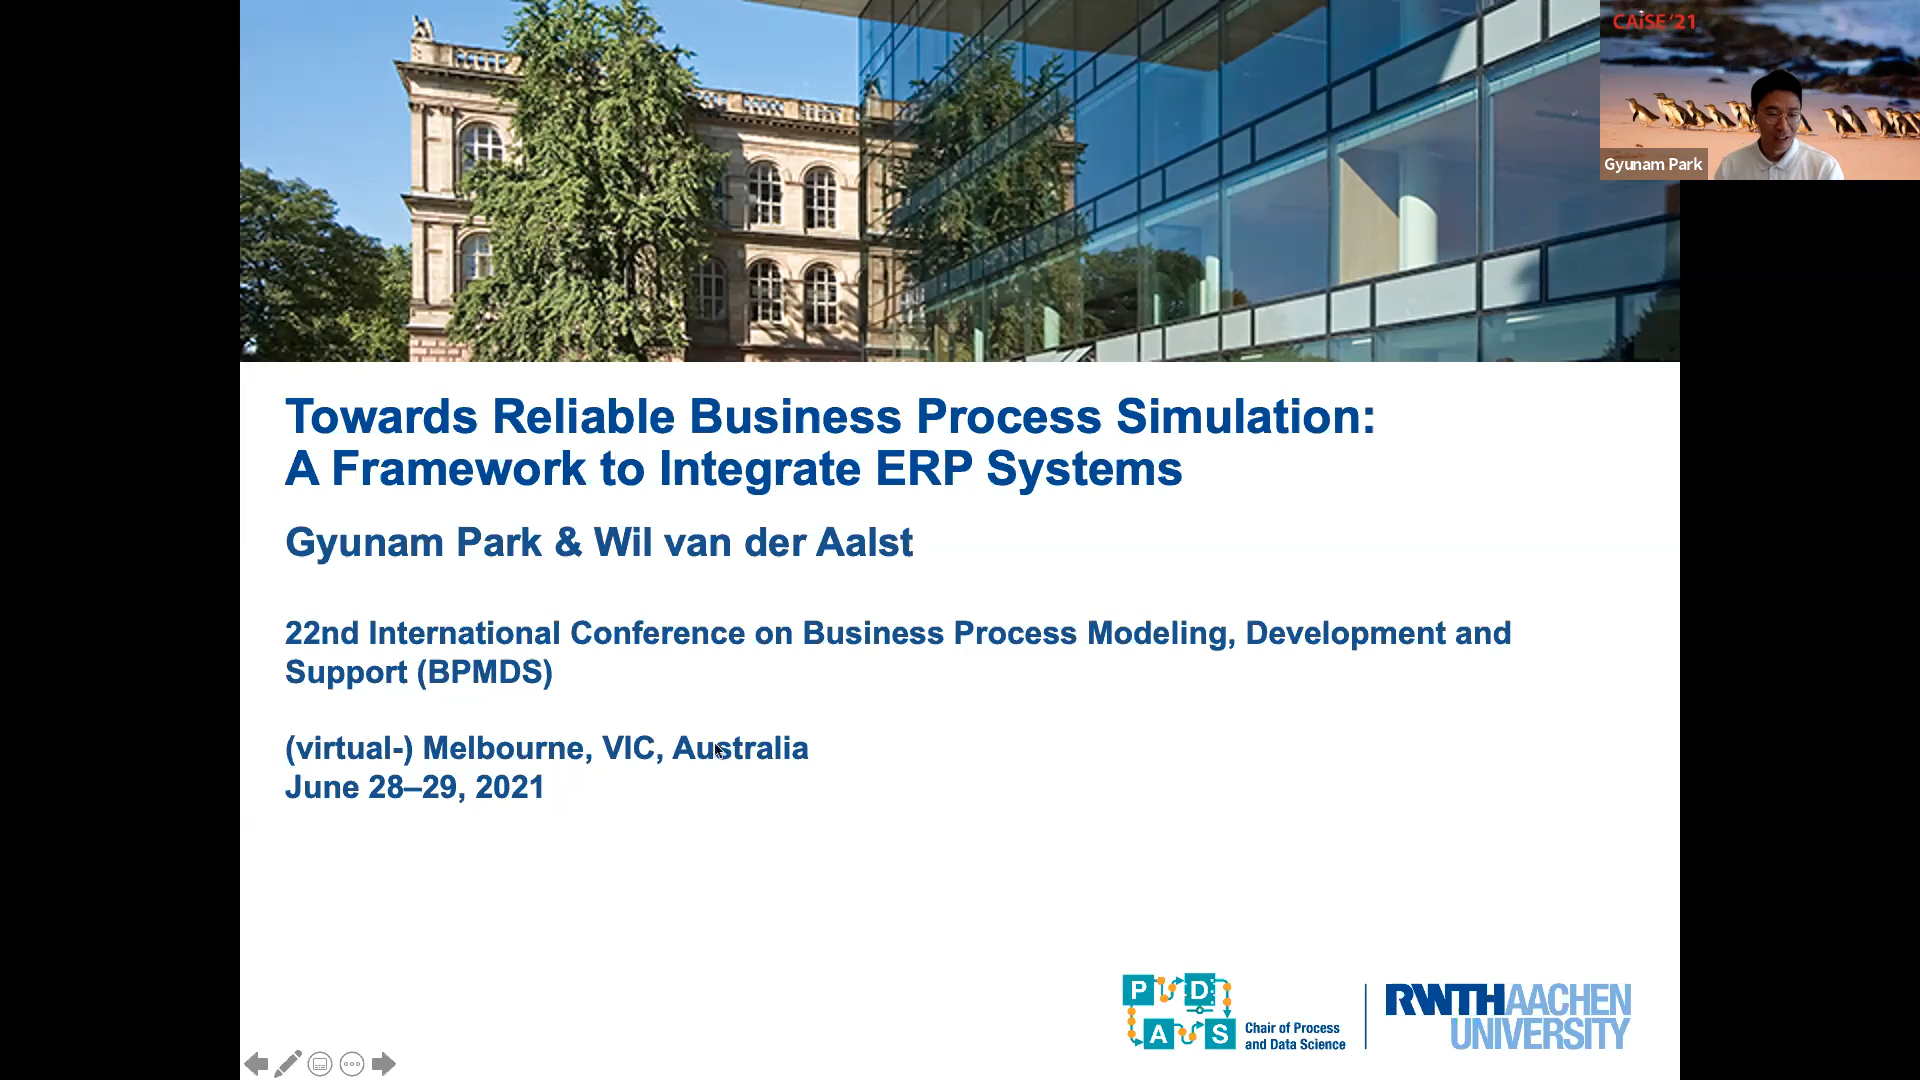 CAiSE '21
Gyunam Park
Towards Reliable Business Process Simulation:
A Framework to Integrate ERP Systems
Gyunam Park & Wil van der Aalst
22nd International Conference on Business Process Modeling, Development and
Support (BPMDS)
(virtual-) Melbourne, VIC, Australia
June 28–29, 2021
P D
A S
Chair of Process
and Data Science
RWTHAACHEN
UNIVERSITY